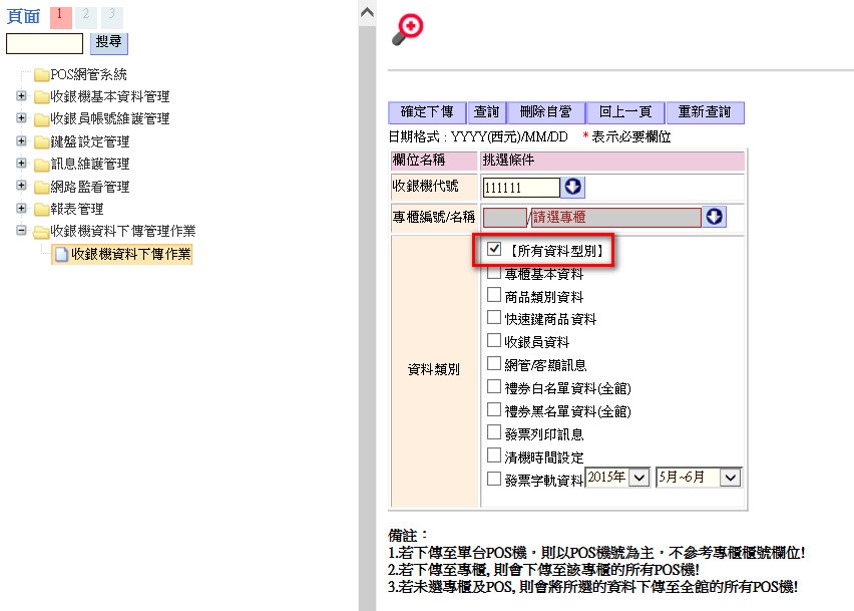 頁面 1 2 3
搜尋
POS網管系統
收銀機基本資料管理
收銀員帳號維護管理
鍵盤設定管理
訊息維護管理
網路監看管理
報表管理
收銀機資料下傳管理作業
收銀機資料下傳作業
確定下傳 查詢 刪除自營 回上一頁 重新查詢
日期格式 : YYYY(西元)/MM/DD *表示必要欄位
欄位名稱 挑選條件
收銀機代號 111111
專櫃編號/名稱 /請選專櫃
資料類別
【所有資料型別】
專櫃基本資料
商品類別資料
快速鍵商品資料
收銀員資料
網管/客顯訊息
禮券白名單資料(全館)
禮券黑名單資料(全館)
發票列印訊息
清機時間設定
發票字軌資料 2015年 5月~6月
備註：
1.若下傳至單台POS機，則以POS機號為主，不參考專櫃櫃號欄位!
2.若下傳至專櫃, 則會下傳至該專櫃的所有POS機!
3.若未選專櫃及POS, 則會將所選的資料下傳至全館的所有POS機!